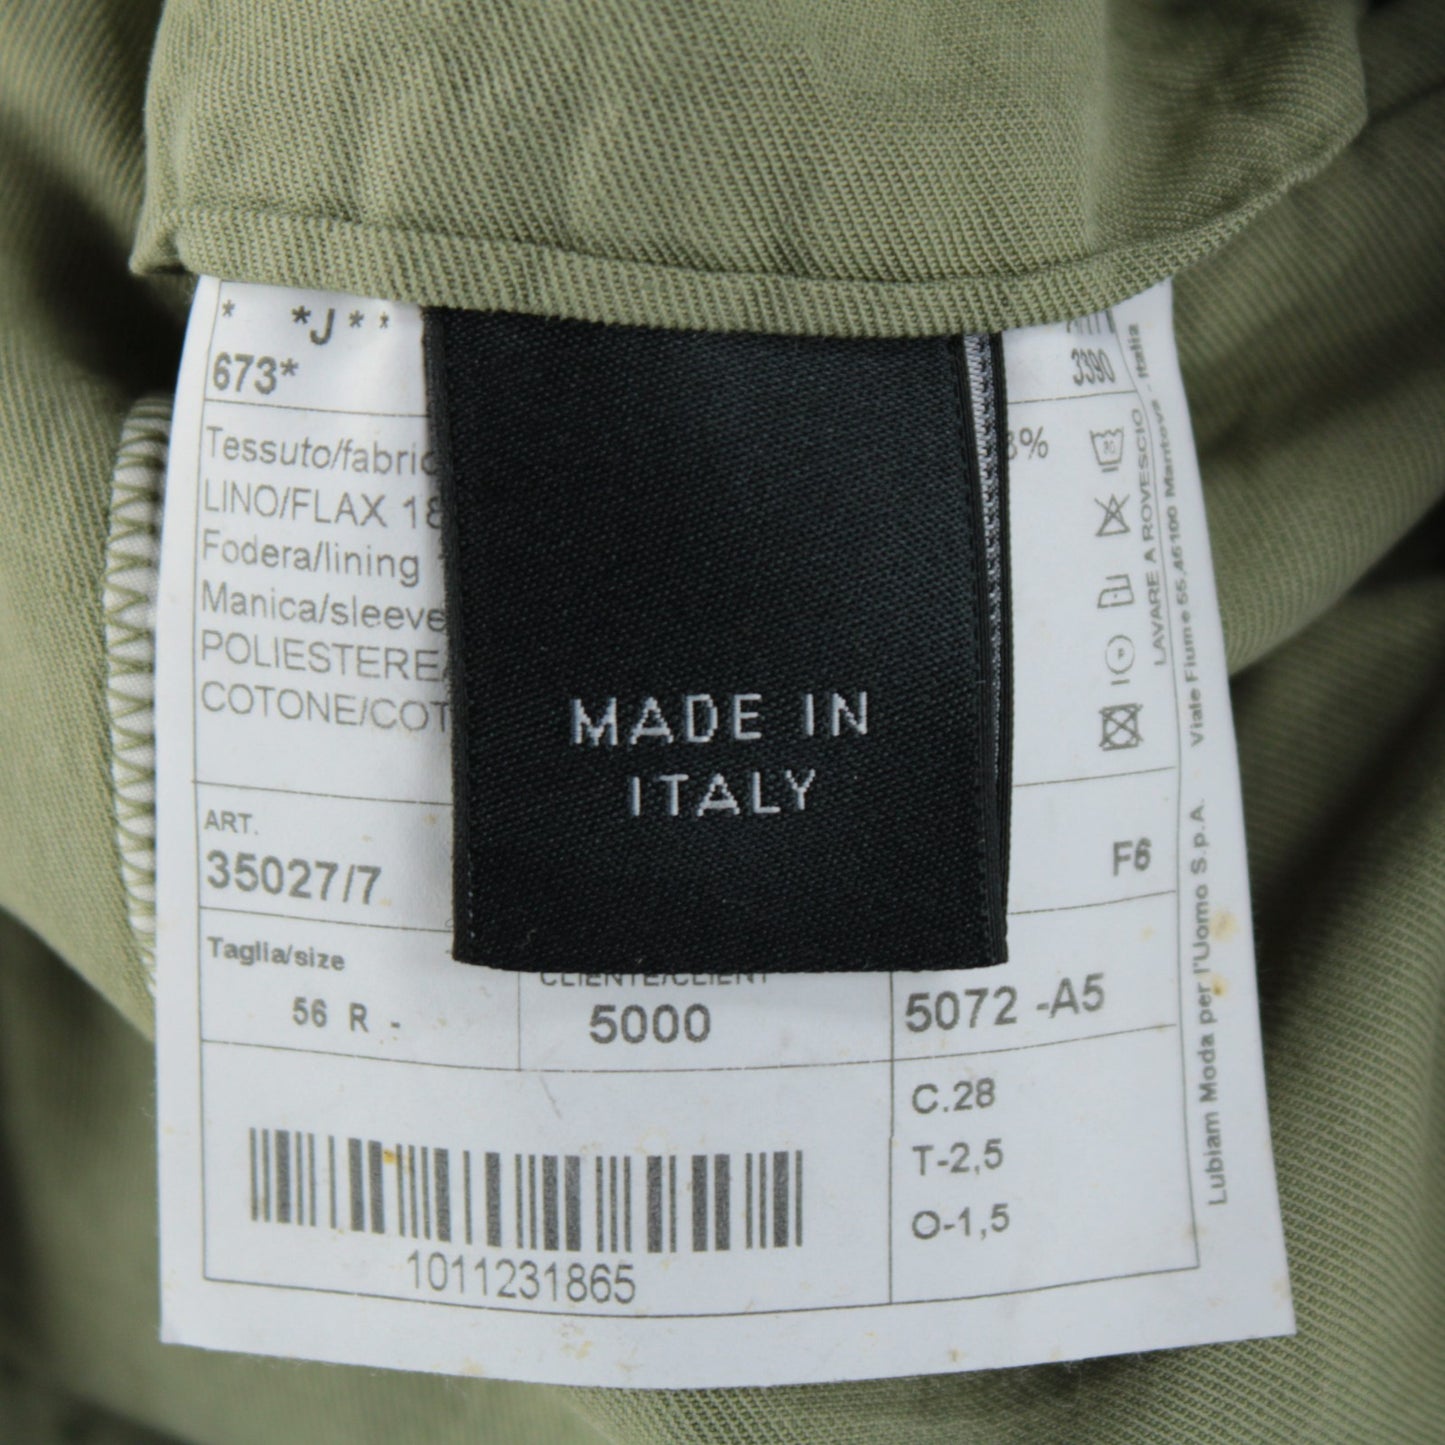 * *J * *
673*
3390
Tessuto/fabric
LINO/FLAX 18
8%
Fodera/lining
Manica/sleeve
POLIESTERE
COTONE/COT
MADE IN
ITALY
ART.
35027/7
F6
Taglia/size
56 R -
CLIENTE/CLIENT
5000
5072 -A5
C.28
T-2,5
O-1,5
1011231865
LAVARE A ROVESCIO
Lubiam Moda per l'Uomo S.p.A. Viale Fiume 55,46100 Mantova - Italia